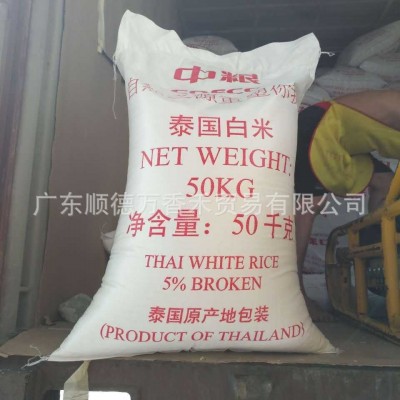 中粮
COFCO
泰国白米
NET WEIGHT:
50KG
广东顺德万香禾贸易有限公司
净含量：50千克
THAI WHITE RICE
5% BROKEN
泰国原产地包装
(PRODUCT OF THAILAND)